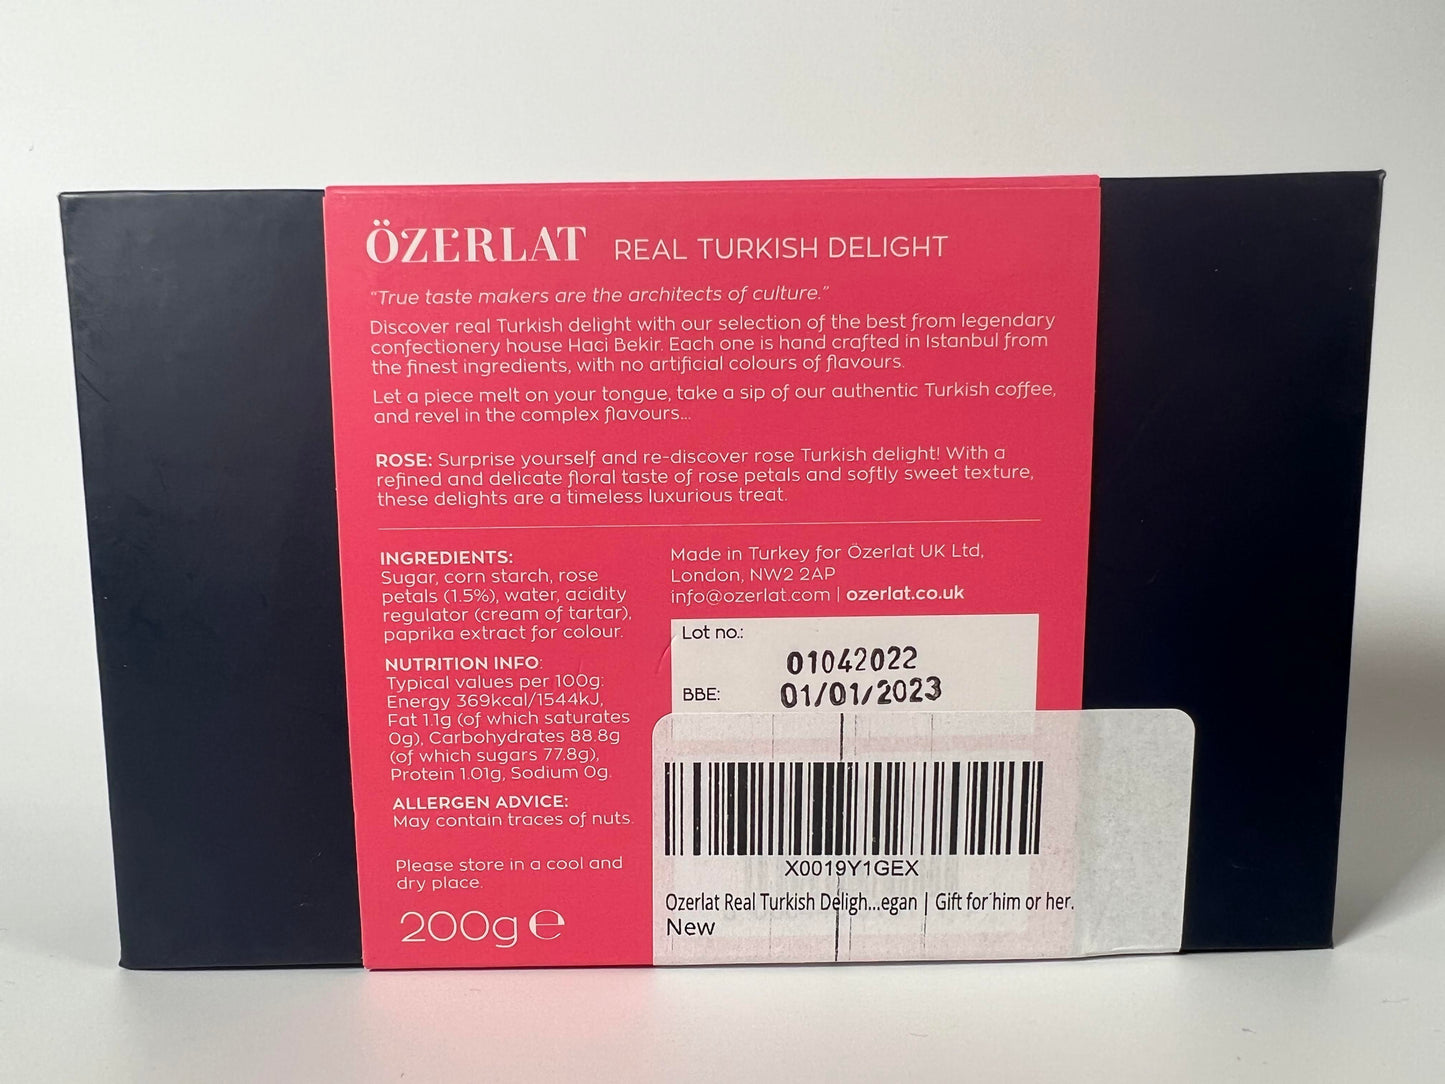 ÖZERLAT REAL TURKISH DELIGHT
"True taste makers are the architects of culture."
Discover real Turkish delight with our selection of the best from legendary
confectionery house Haci Bekir. Each one is hand crafted in Istanbul from
the finest ingredients, with no artificial colours of flavours.
Let a piece melt on your tongue, take a sip of our authentic Turkish coffee,
and revel in the complex flavours...
ROSE: Surprise yourself and re-discover rose Turkish delight! With a
refined and delicate floral taste of rose petals and softly sweet texture,
these delights are a timeless luxurious treat.
INGREDIENTS:
Sugar, corn starch, rose
petals (1.5%), water, acidity
regulator (cream of tartar),
paprika extract for colour.
NUTRITION INFO:
Typical values per 100g:
Energy 369kcal/1544kJ,
Fat 1.1g (of which saturates
0g), Carbohydrates 88.8g
(of which sugars 77.8g),
Protein 1.01g, Sodium 0g.
ALLERGEN ADVICE:
May contain traces of nuts.
Please store in a cool and
dry place.
200g e
Made in Turkey for Özerlat UK Ltd,
London, NW2 2AP
info@ozerlat.com | ozerlat.co.uk
Lot no.:
01042022
BBE: 01/01/2023
X0019Y1GEX
Ozerlat Real Turkish Deligh...egan | Gift for him or her.
New